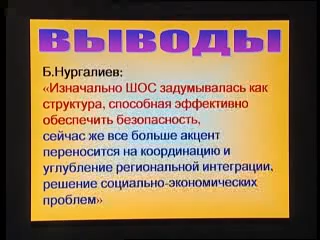 ВЫВОДЫ
Б.Нургалиев:
«Изначально ШОС задумывалась как
структура, способная эффективно
обеспечить безопасность,
сейчас же все больше акцент
переносится на координацию и
углубление региональной интеграции,
решение социально-экономических
проблем»